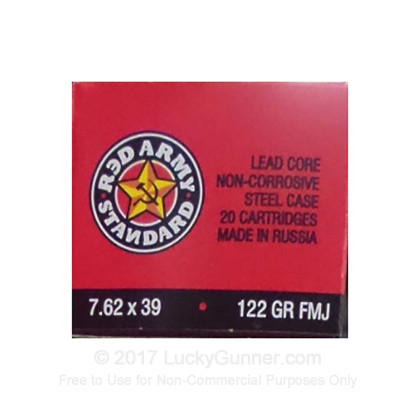 RED ARMY
STANDARD
LEAD CORE
NON-CORROSIVE
STEEL CASE
20 CARTRIDGES
MADE IN RUSSIA
7.62 x 39 • 122 GR FMJ
© 2017 LuckyGunner.com
Free to Use for Non-Commercial Purposes Only